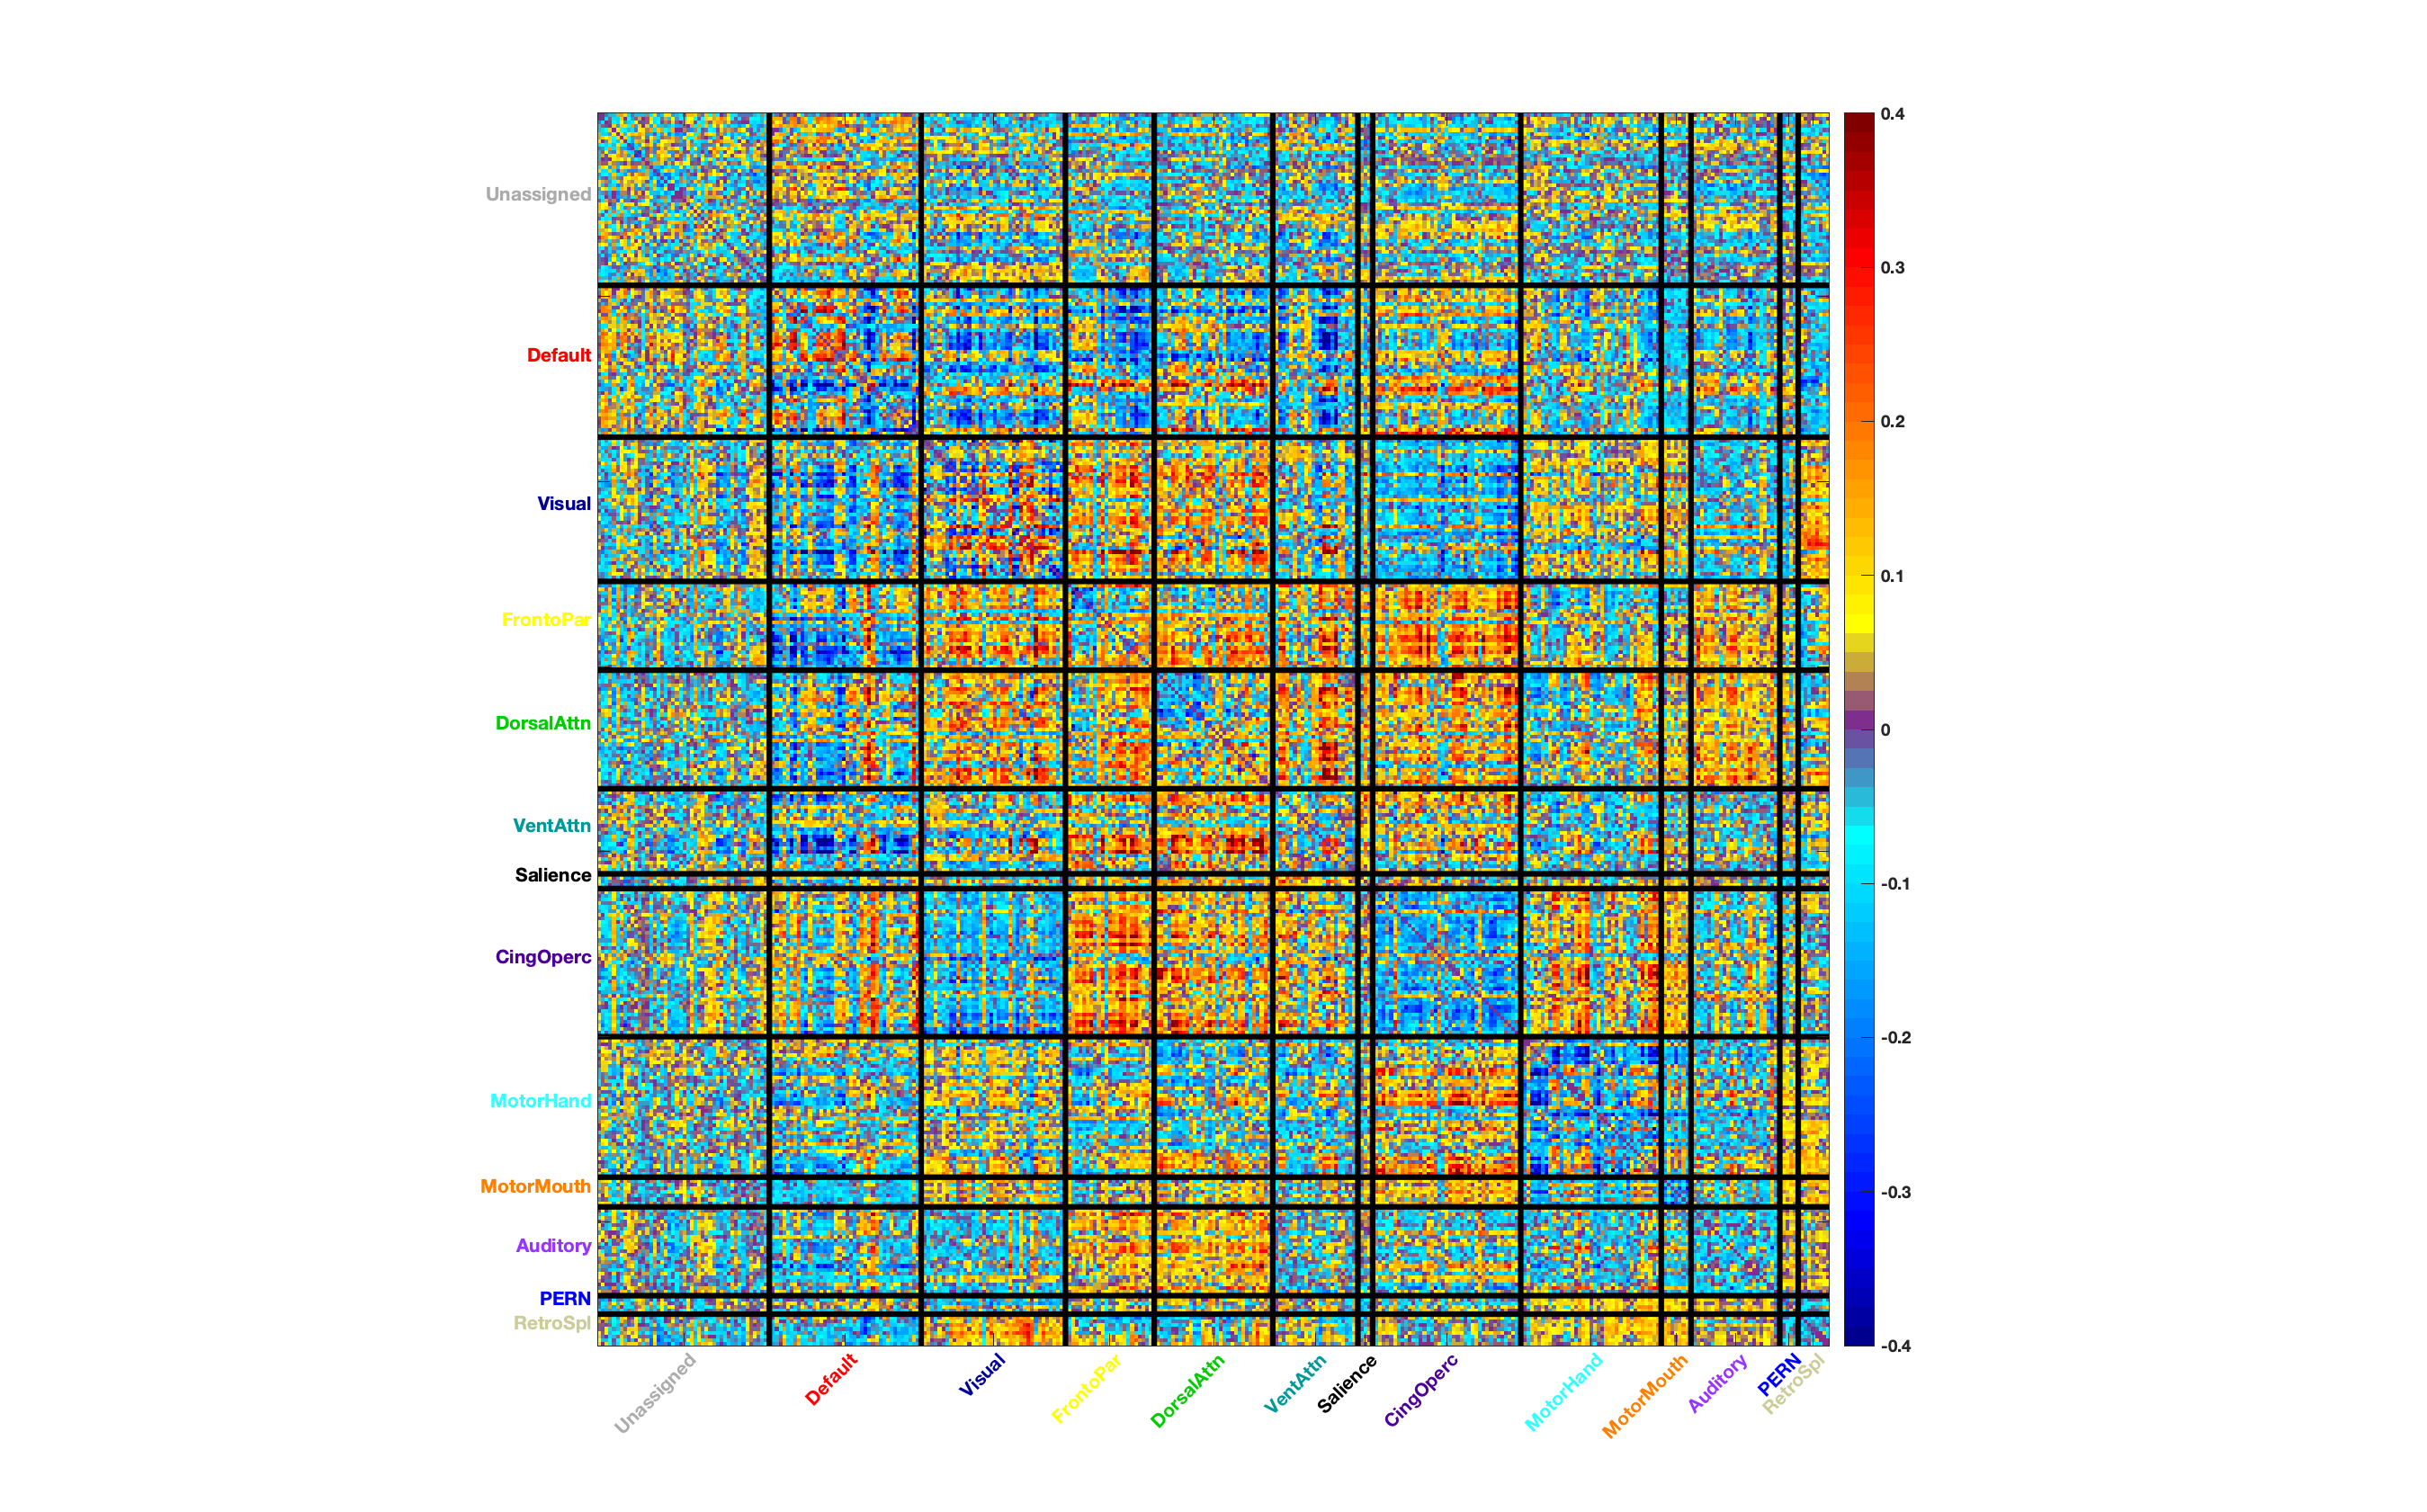 Unassigned
Default
Visual
FrontoPar
DorsalAttn
VentAttn
Salience
CingOperc
MotorHand
MotorMouth
Auditory
PERN
RetroSpl
Unassigned
Default
Visual
FrontoPar
DorsalAttn
VentAttn
Salience
CingOperc
MotorHand
MotorMouth
Auditory
PERN
RetroSpl
0.4
0.3
0.2
0.1
0
-0.1
-0.2
-0.3
-0.4